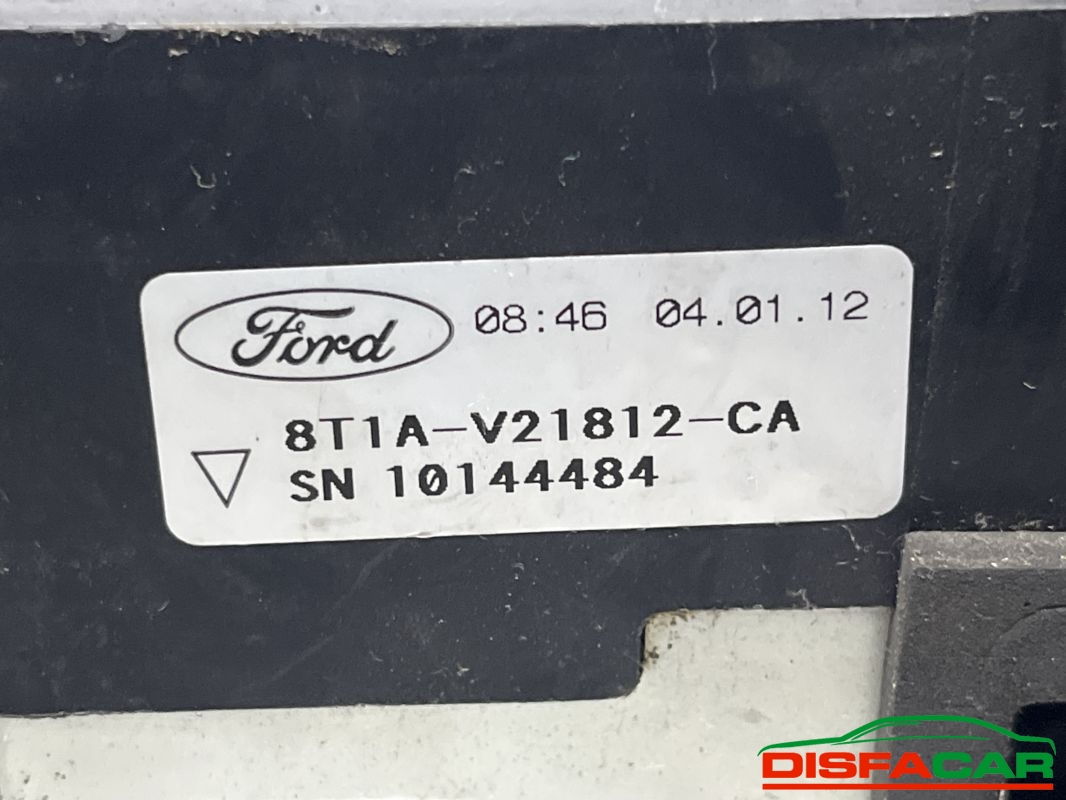 Ford 08:46 04.01.12
8T1A-V21812-CA
SN 10144484
DISFACAR